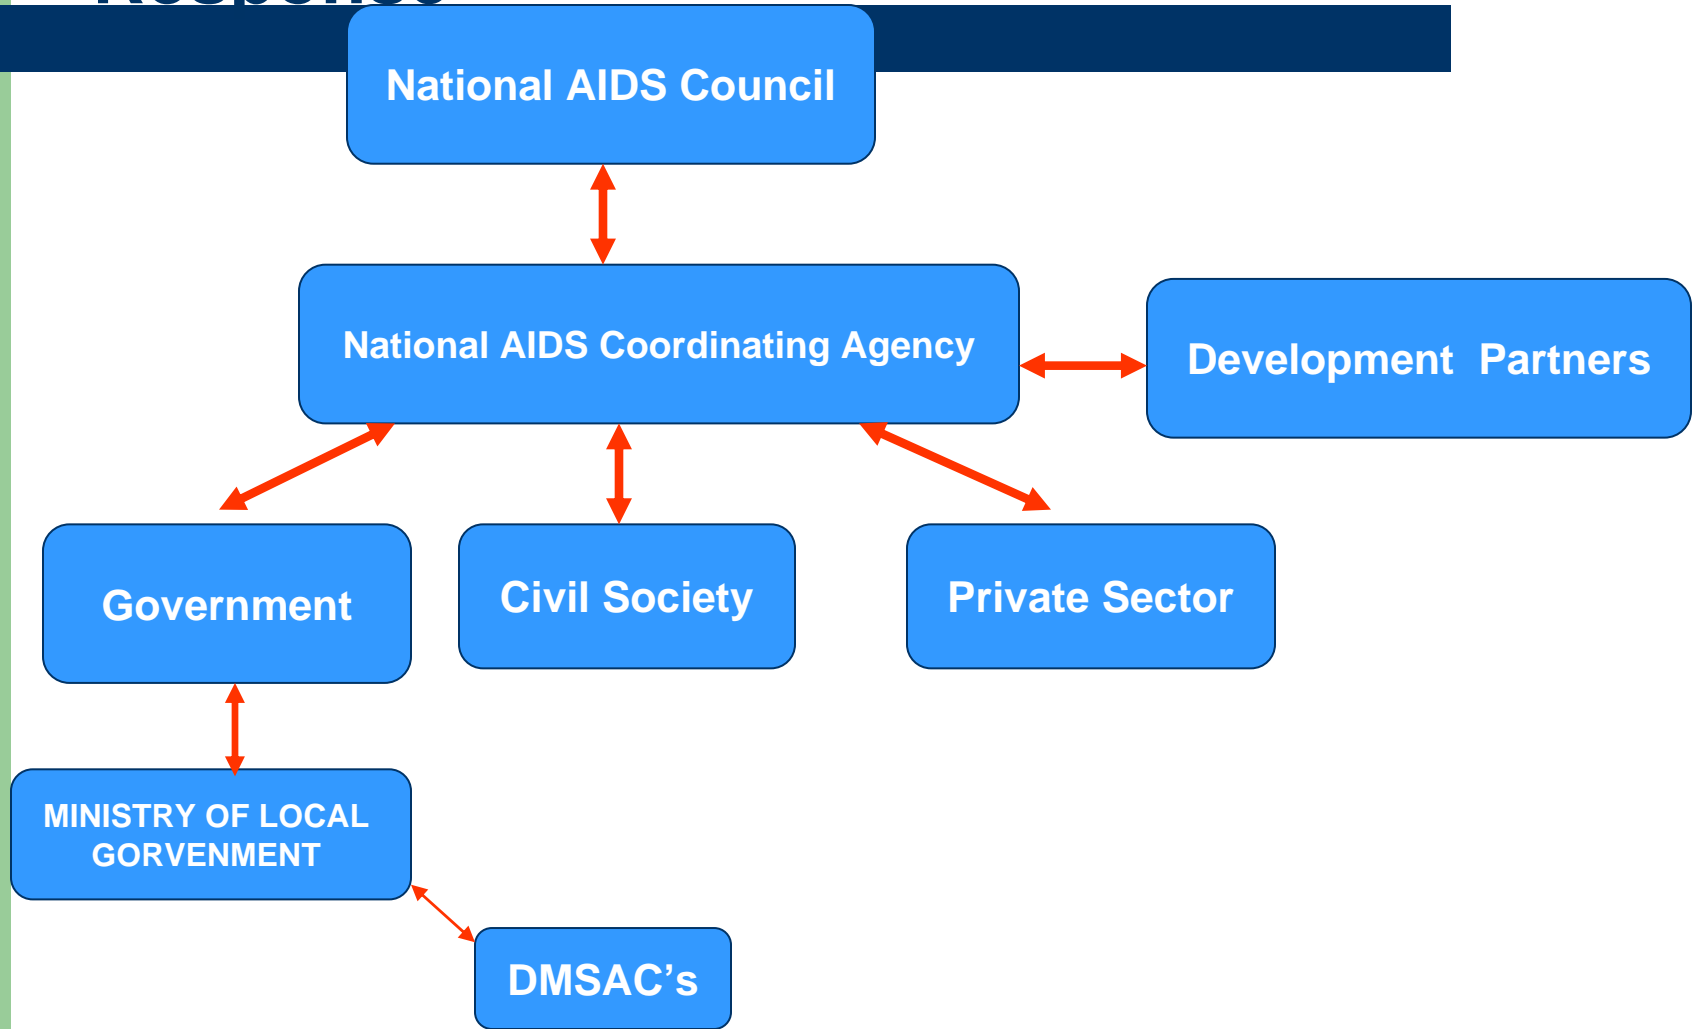 National AIDS Council
National AIDS Coordinating Agency
Development Partners
Government
Civil Society
Private Sector
MINISTRY OF LOCAL
GORVENMENT
DMSAC’s